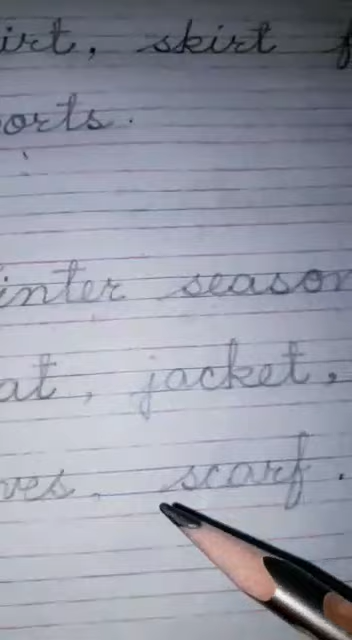 irt, skirt f
orts.
inter season
at, jacket,
ves, scarf.